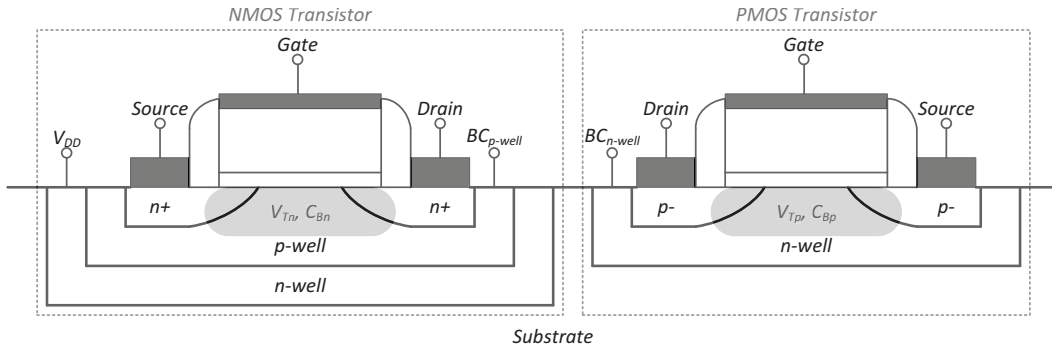 NMOS Transistor
PMOS Transistor
Gate
Gate
Source
Drain
Drain
Source
V_DD
BC_p-well
BC_n-well
n+
V_Tn, C_Bn
n+
p-
V_Tp, C_Bp
p-
p-well
n-well
n-well
Substrate